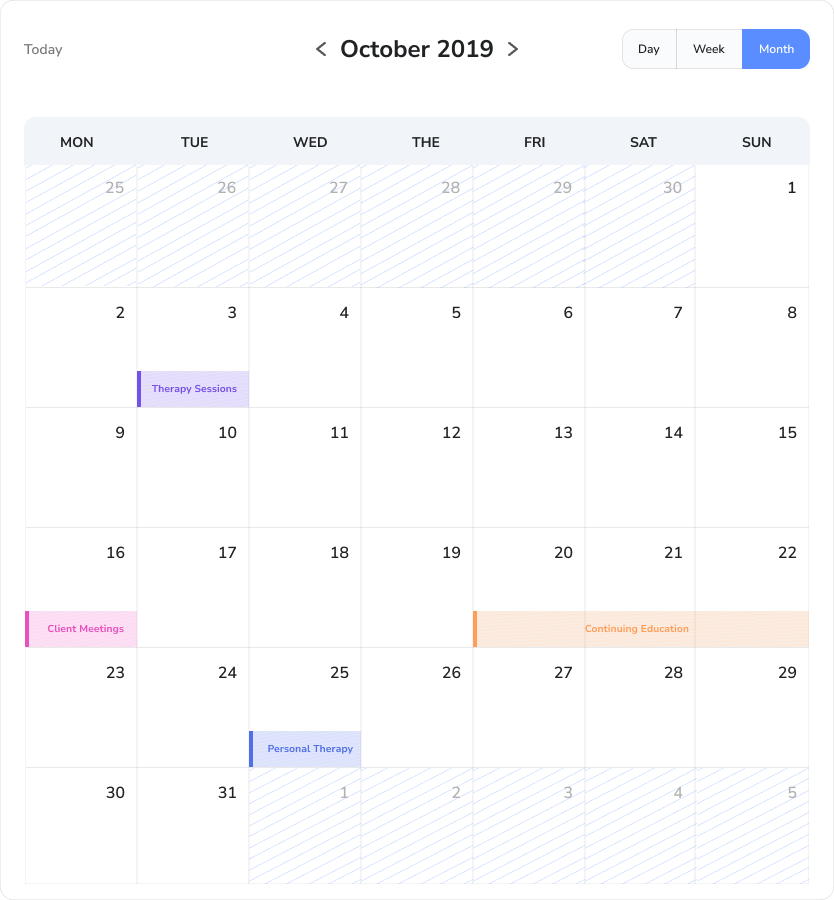 Today
October 2019
Day Week Month
MON TUE WED THE FRI SAT SUN
25 26 27 28 29 30 1
2 3 4 5 6 7 8
Therapy Sessions
9 10 11 12 13 14 15
16 17 18 19 20 21 22
Client Meetings Continuing Education
23 24 25 26 27 28 29
Personal Therapy
30 31 1 2 3 4 5